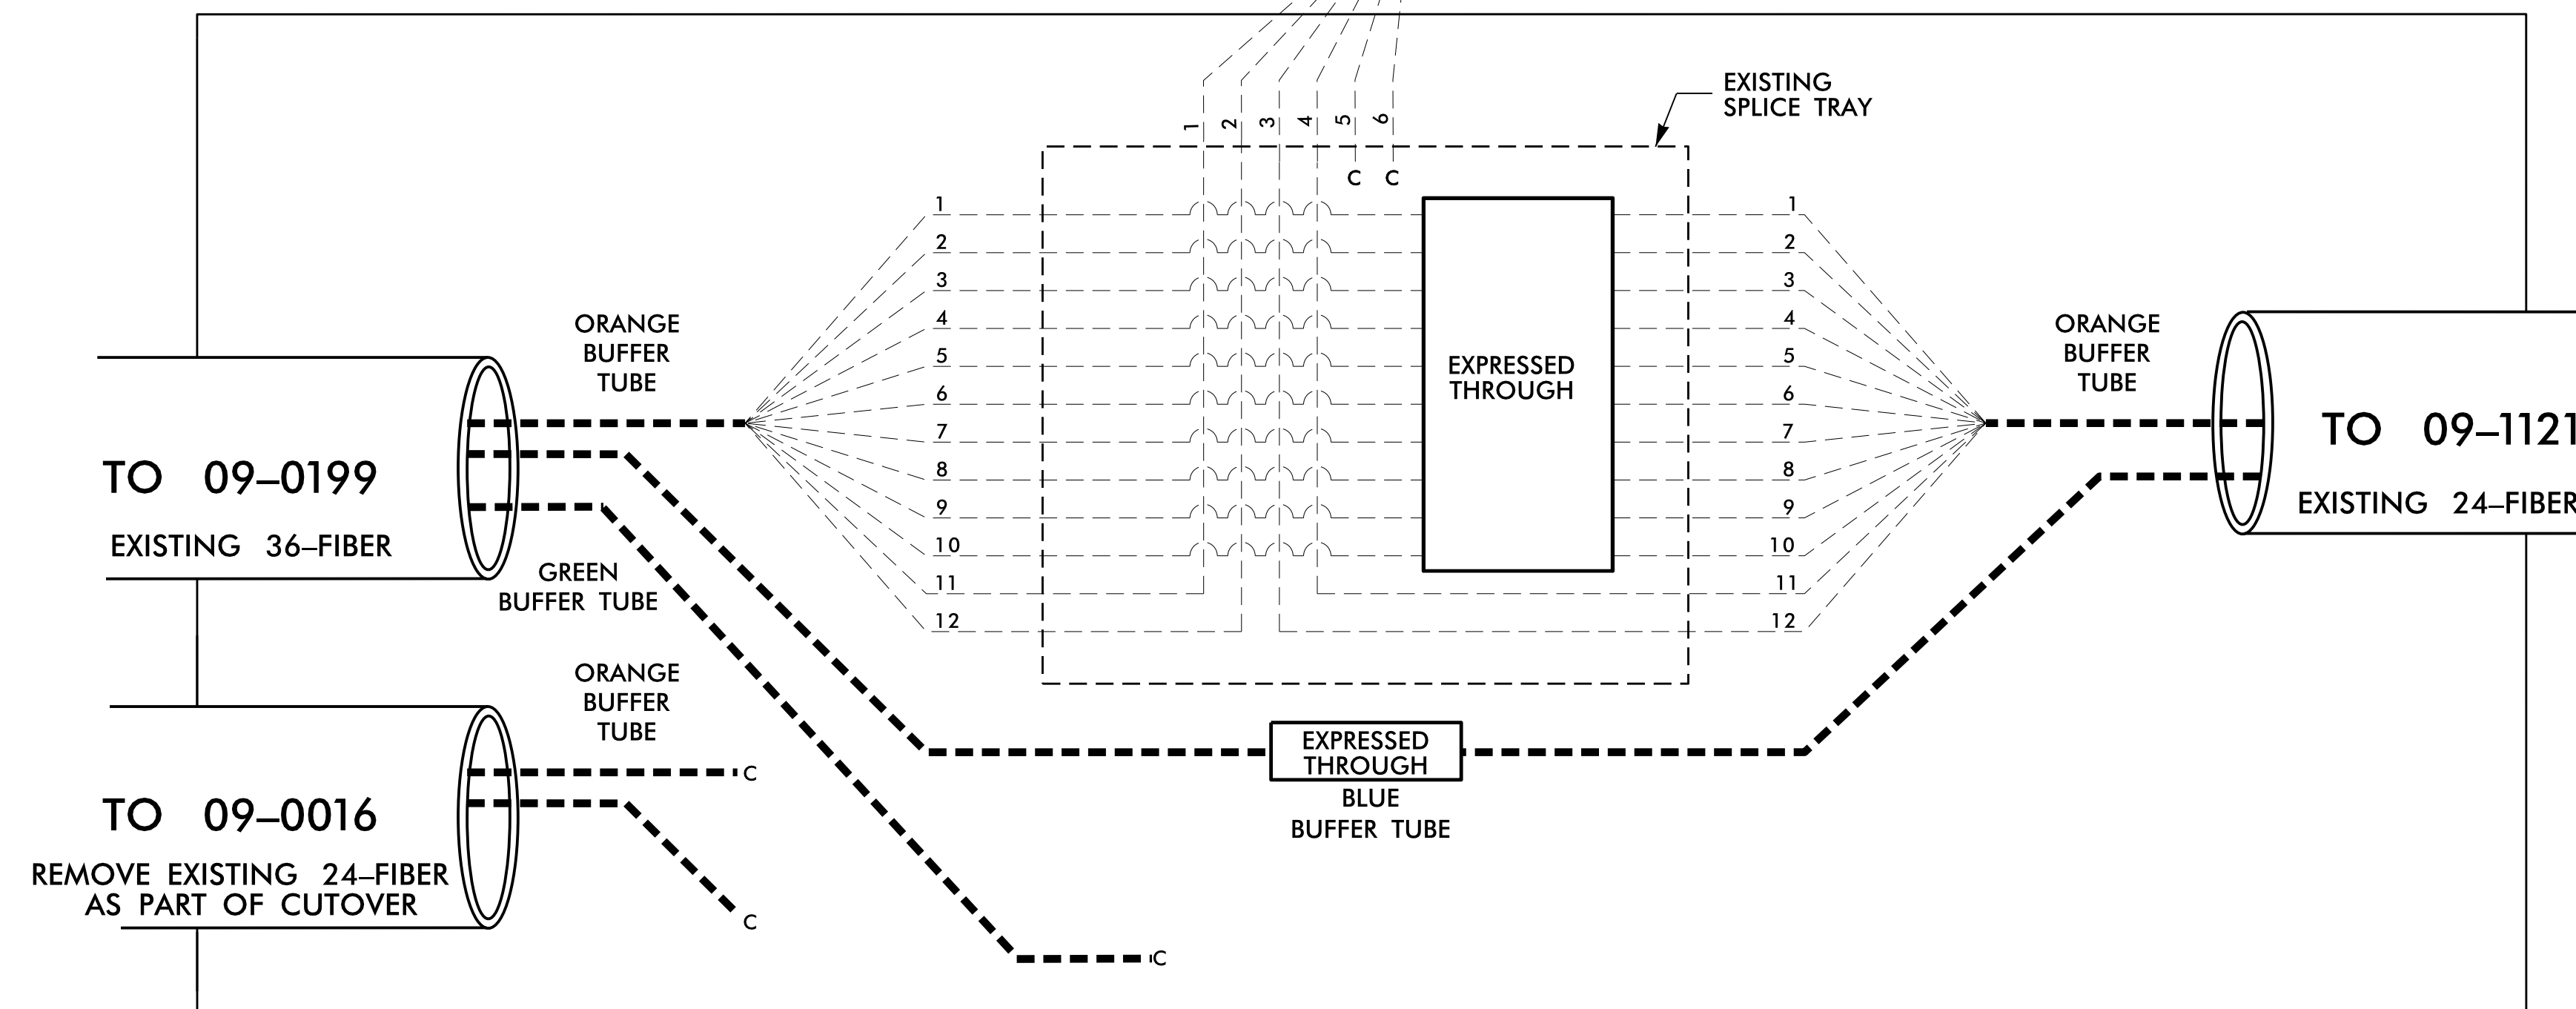 EXISTING
SPLICE TRAY
1 2 3 4 5 6
C C
1 1
2 2
3 3
4 4
5 5
6 6
7 7
8 8
9 9
10 10
11 11
12 12
ORANGE
BUFFER
TUBE
EXPRESSED
THROUGH
ORANGE
BUFFER
TUBE
TO 09–0199
EXISTING 36–FIBER
TO 09–1121
EXISTING 24–FIBER
GREEN
BUFFER TUBE
ORANGE
BUFFER
TUBE
C
EXPRESSED
THROUGH
BLUE
BUFFER TUBE
TO 09–0016
REMOVE EXISTING 24–FIBER
AS PART OF CUTOVER
C
C